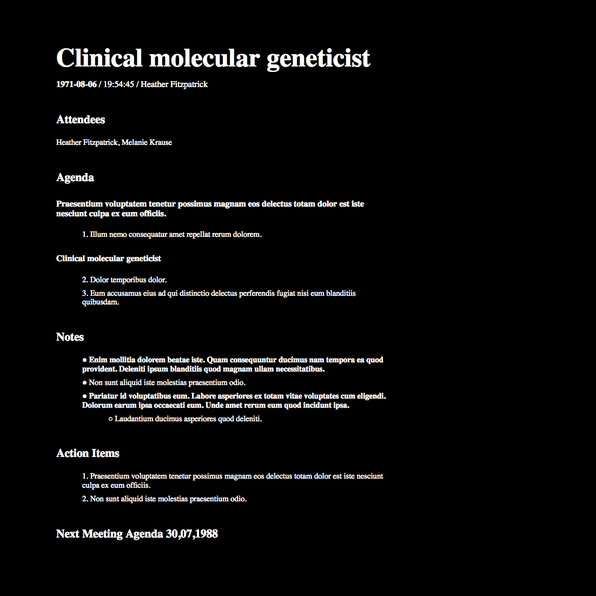 Clinical molecular geneticist
1971-08-06 / 19:54:45 / Heather Fitzpatrick
Attendees
Heather Fitzpatrick, Melanie Krause
Agenda
Praesentium voluptatem tenetur possimus magnam eos delectus totam dolor est iste
nesciunt culpa ex eum officiis.
1. Illum nemo consequatur amet repellat rerum dolorem.
Clinical molecular geneticist
2. Dolor temporibus dolor.
3. Eum accusamus eius ad qui distinctio delectus perferendis fugiat nisi eum blanditiis
quibusdam.
Notes
● Enim mollitia dolorem beatae iste. Quam consequuntur ducimus nam tempora ea quod
provident. Deleniti ipsum blanditiis quod magnam ullam necessitatibus.
● Non sunt aliquid iste molestias praesentium odio.
● Pariatur id voluptatibus eum. Labore asperiores ex totam vitae voluptates cum eligendi.
Dolorum earum ipsa occaecati eum. Unde amet rerum eum quod incidunt ipsa.
○ Laudantium ducimus asperiores quod deleniti.
Action Items
1. Praesentium voluptatem tenetur possimus magnam eos delectus totam dolor est iste nesciunt
culpa ex eum officiis.
2. Non sunt aliquid iste molestias praesentium odio.
Next Meeting Agenda 30,07,1988